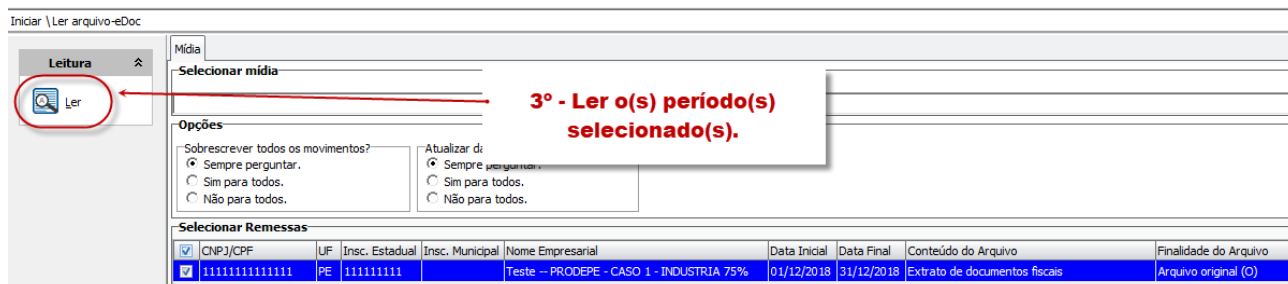 Iniciar \Ler arquivo-eDoc
Leitura
Ler
Mídia
Selecionar mídia
3º - Ler o(s) período(s)
selecionado(s).
Opções
Sobrescrever todos os movimentos?
Sempre perguntar.
Sim para todos.
Não para todos.
Atualizar da
Sempre perguntar.
Sim para todos.
Não para todos.
Selecionar Remessas
CNPJ/CPF UF Insc. Estadual Insc. Municipal Nome Empresarial Data Inicial Data Final Conteúdo do Arquivo Finalidade do Arquivo
11111111111111 PE 111111111 Teste -- PRODEPE - CASO 1 - INDUSTRIA 75% 01/12/2018 31/12/2018 Extrato de documentos fiscais Arquivo original (O)